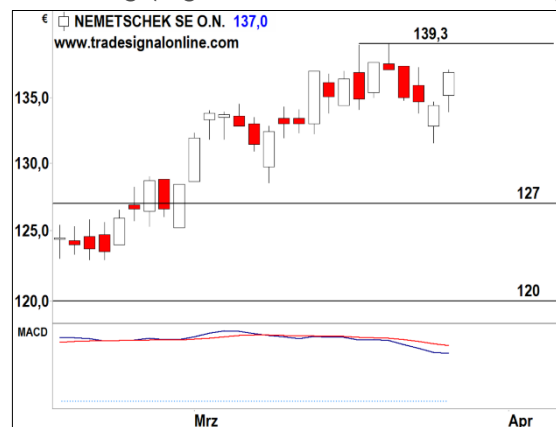 € NEMETSCHEK SE O.N. 137,0
www.tradesignalonline.com
139,3
135,0
130,0
127
125,0
120
120,0
MACD
Mrz Apr